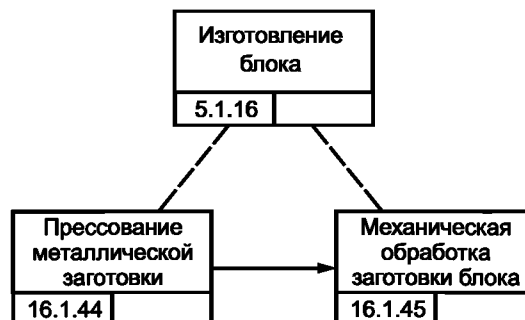 Изготовление
блока
5.1.16
Прессование
металлической
заготовки
16.1.44
Механическая
обработка
заготовки блока
16.1.45